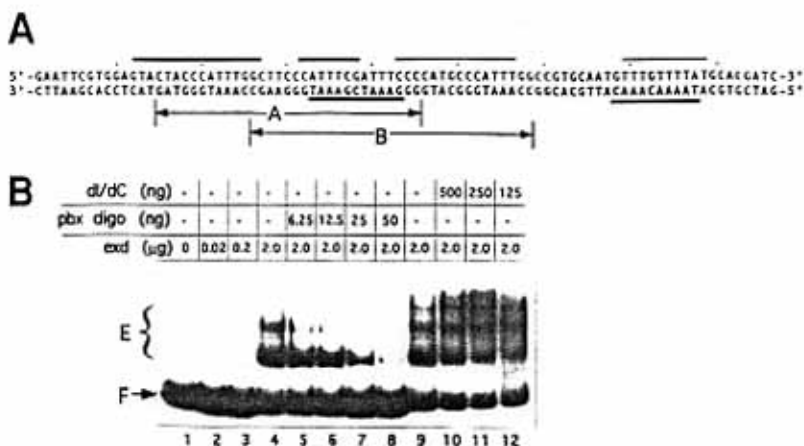 A
5'-GAATTCGTGGAGTACTACCCATTTGGCTTCCCATTTCGATTTCCCCATGCCCATTTGGCCGTGCAATGTTTGTTTTATGCACGATC-3'
3'-CTTAAGCACCTCATGATGGGTAAACCGAAGGGTAAAGCTAAAGGGGTACGGGTAAACCGGCACGTTACAAACAAAATACGTGCTAG-5'
A
B
B
dI/dC (ng) - - - - - - - - - 500 250 125
pbx oligo (ng) - - - - 6.25 12.5 25 50 - - - -
exd (µg) 0 0.02 0.2 2.0 2.0 2.0 2.0 2.0 2.0 2.0 2.0 2.0
E
F
1 2 3 4 5 6 7 8 9 10 11 12